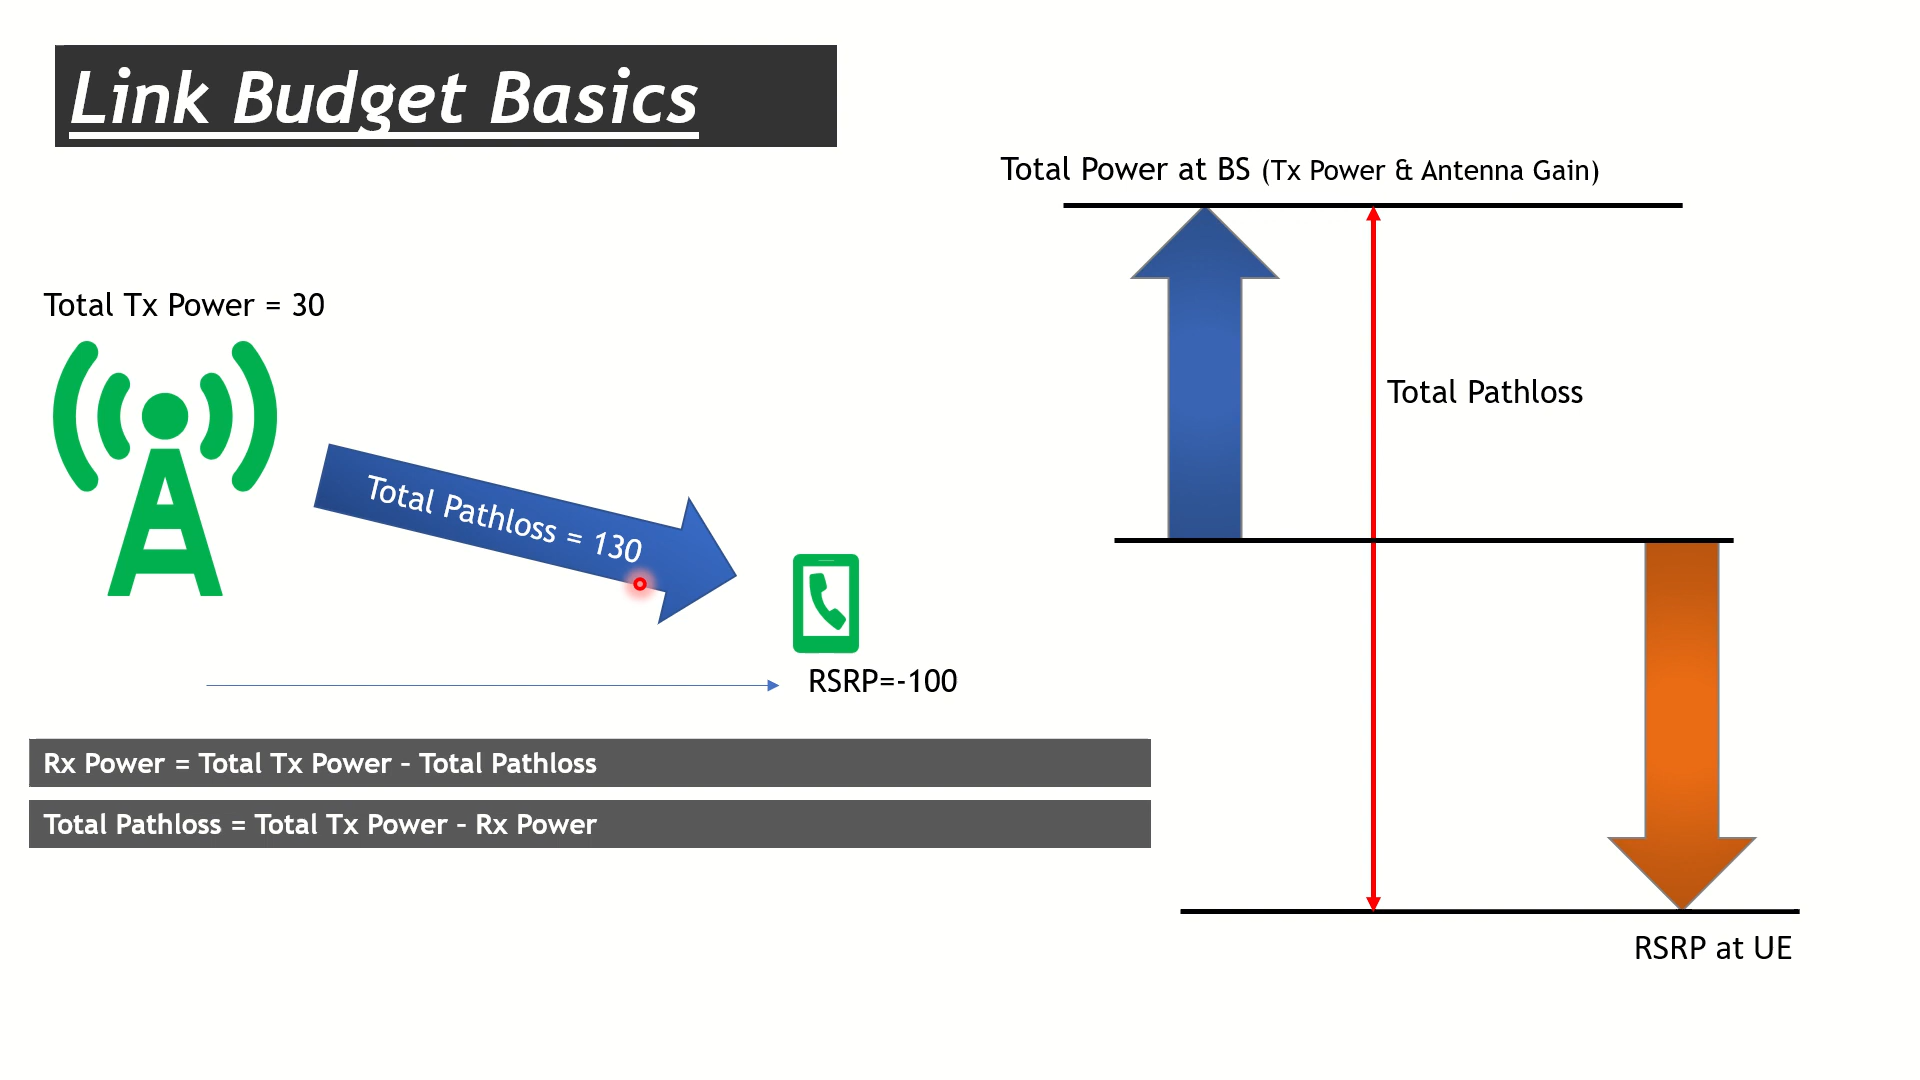 Link Budget Basics
Total Power at BS (Tx Power & Antenna Gain)
Total Tx Power = 30
Total Pathloss
Total Pathloss = 130
RSRP=-100
Rx Power = Total Tx Power – Total Pathloss
Total Pathloss = Total Tx Power – Rx Power
RSRP at UE